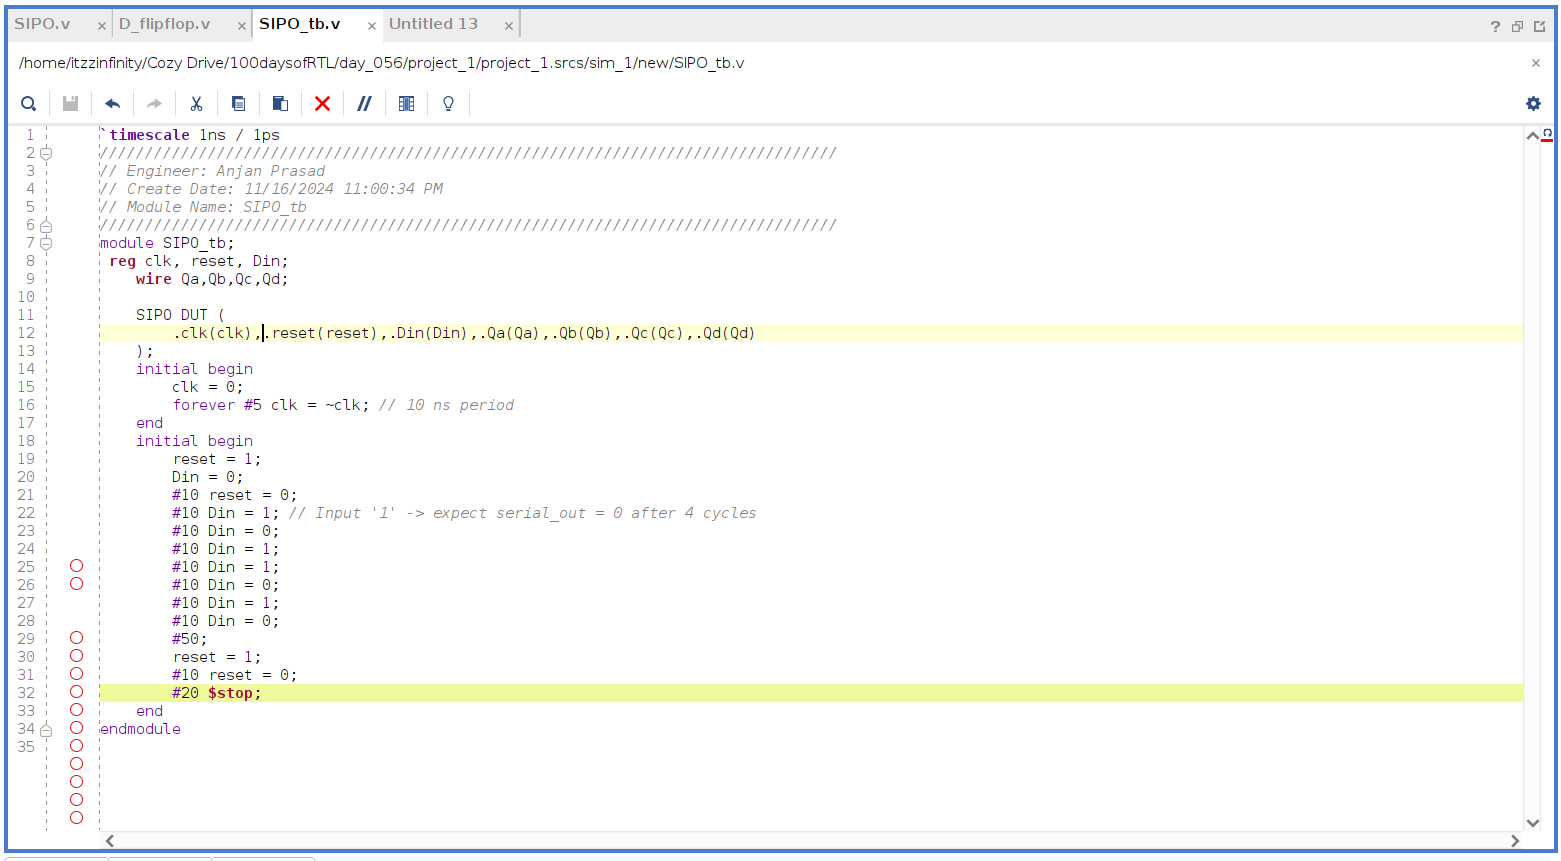 SIPO.v × D_flipflop.v × SIPO_tb.v × Untitled 13 × ?
/home/itzzinfinity/Cozy Drive/100daysofRTL/day_056/project_1/project_1.srcs/sim_1/new/SIPO_tb.v ×
1 `timescale 1ns / 1ps
2 //////////////////////////////////////////////////////////////////////////////////
3 // Engineer: Anjan Prasad
4 // Create Date: 11/16/2024 11:00:34 PM
5 // Module Name: SIPO_tb
6 //////////////////////////////////////////////////////////////////////////////////
7 module SIPO_tb;
8 reg clk, reset, Din;
9 wire Qa,Qb,Qc,Qd;
10
11 SIPO DUT (
12 .clk(clk),.reset(reset),.Din(Din),.Qa(Qa),.Qb(Qb),.Qc(Qc),.Qd(Qd)
13 );
14 initial begin
15 clk = 0;
16 forever #5 clk = ~clk; // 10 ns period
17 end
18 initial begin
19 reset = 1;
20 Din = 0;
21 #10 reset = 0;
22 #10 Din = 1; // Input '1' -> expect serial_out = 0 after 4 cycles
23 #10 Din = 0;
24 #10 Din = 1;
25 #10 Din = 1;
26 #10 Din = 0;
27 #10 Din = 1;
28 #10 Din = 0;
29 #50;
30 reset = 1;
31 #10 reset = 0;
32 #20 $stop;
33 end
34 endmodule
35